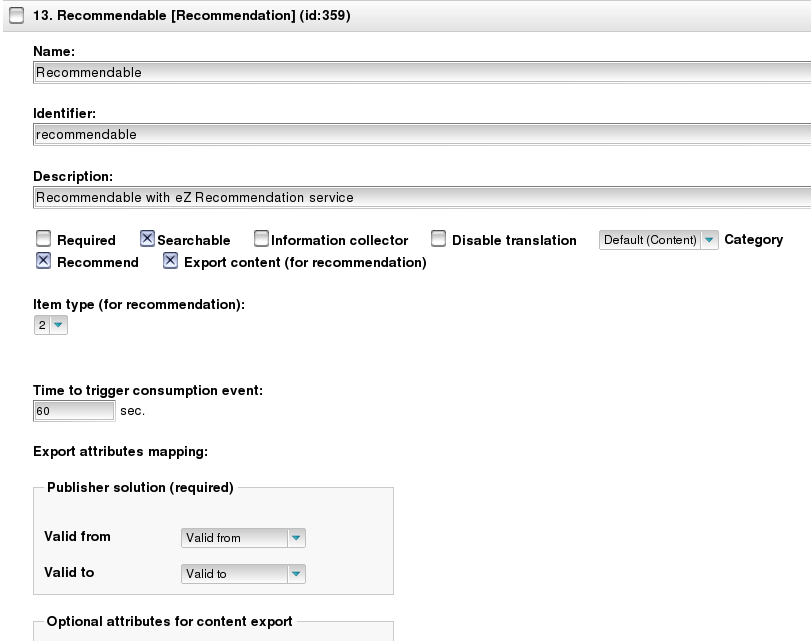 13. Recommendable [Recommendation] (id:359)
Name:
Recommendable
Identifier:
recommendable
Description:
Recommendable with eZ Recommendation service
Required Searchable Information collector Disable translation Default (Content) Category
Recommend Export content (for recommendation)
Item type (for recommendation):
2
Time to trigger consumption event:
60 sec.
Export attributes mapping:
Publisher solution (required)
Valid from Valid from
Valid to Valid to
Optional attributes for content export